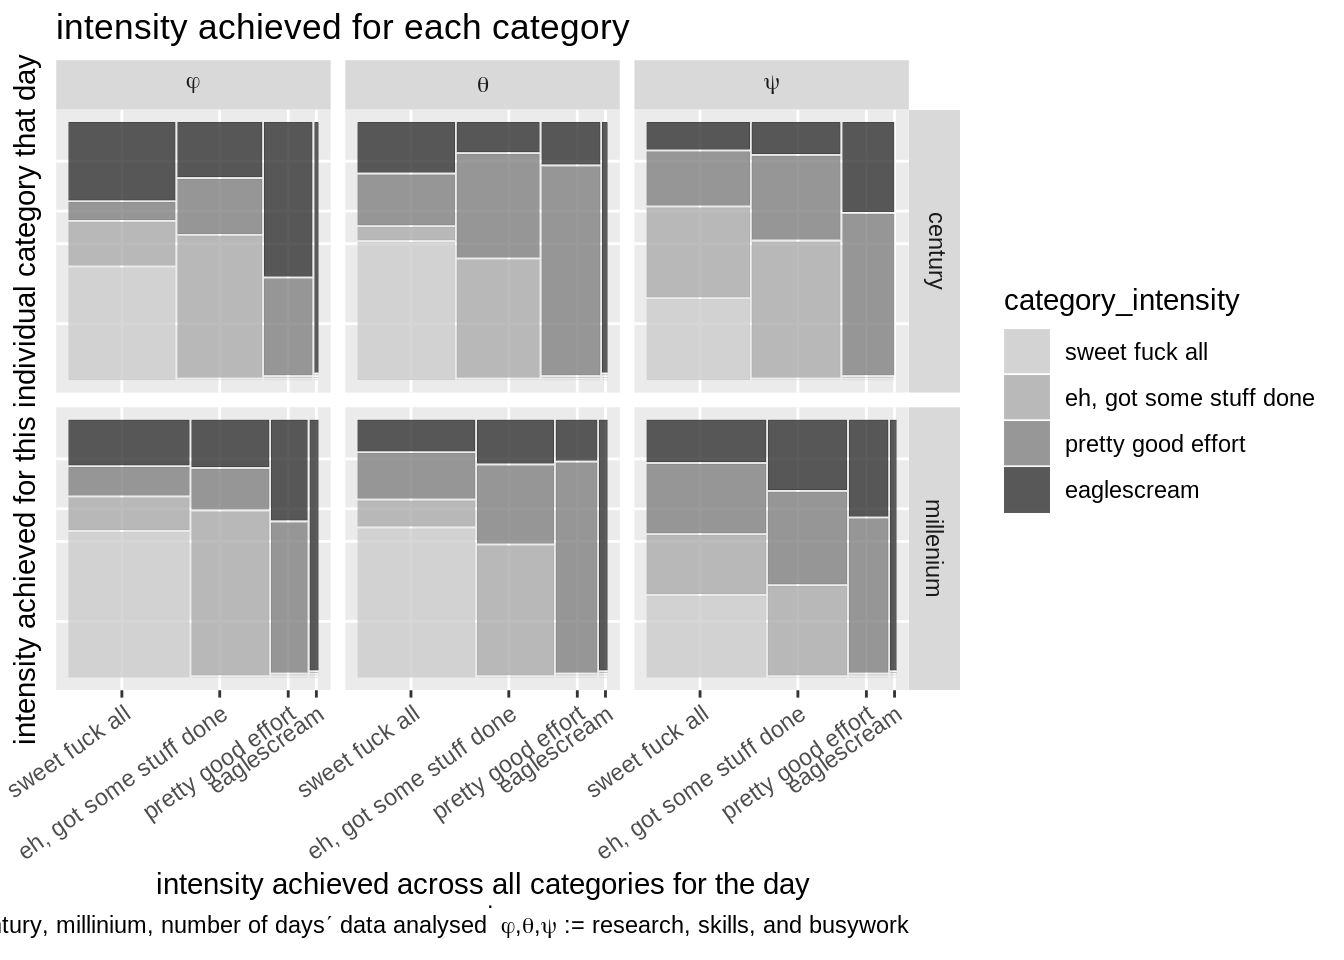 intensity achieved for each category
φ
θ
ψ
intensity achieved for this individual category that day
century
millenium
category_intensity
sweet fuck all
eh, got some stuff done
pretty good effort
eaglescream
sweet fuck all
eh, got some stuff done
pretty good effort
eaglescream
sweet fuck all
eh, got some stuff done
pretty good effort
eaglescream
sweet fuck all
eh, got some stuff done
pretty good effort
eaglescream
intensity achieved across all categories for the day
millinium, number of days′ data analysed˙ φ,θ,ψ := research, skills, and busywork